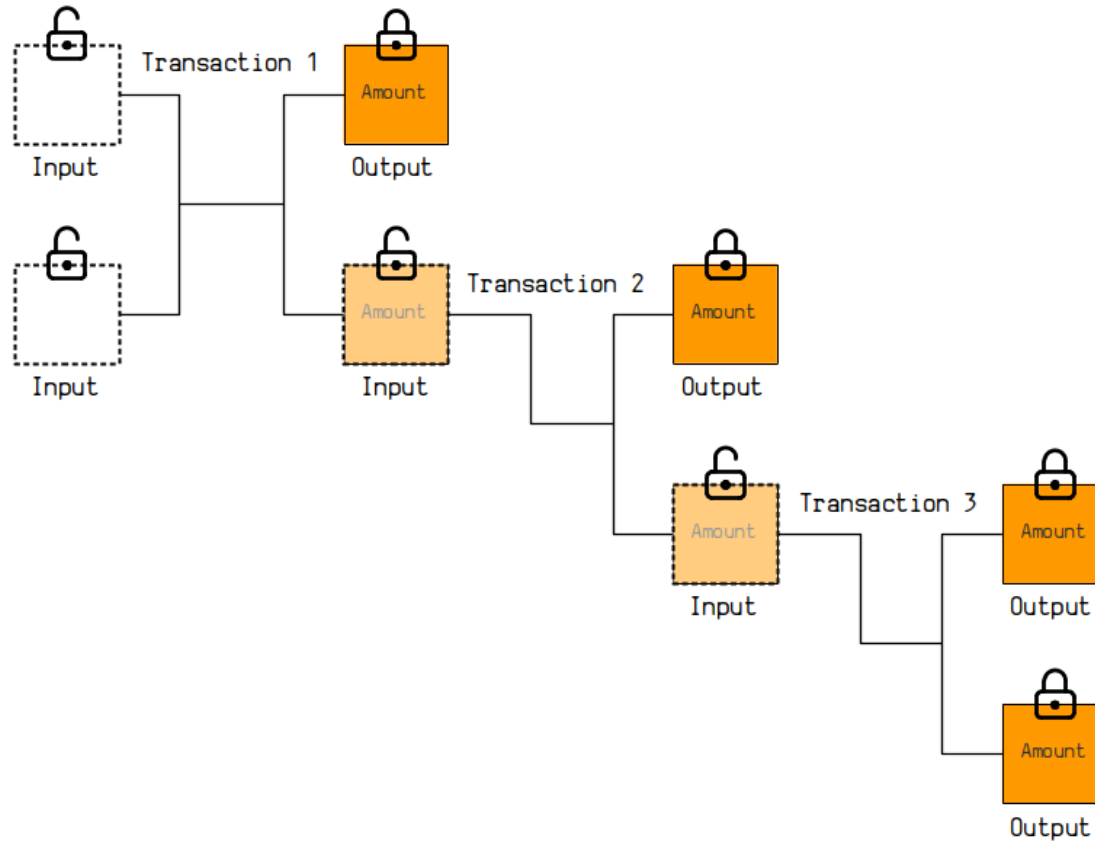 Transaction 1
Amount
Input
Output
Transaction 2
Amount
Amount
Input
Input
Output
Transaction 3
Amount
Amount
Input
Output
Amount
Output